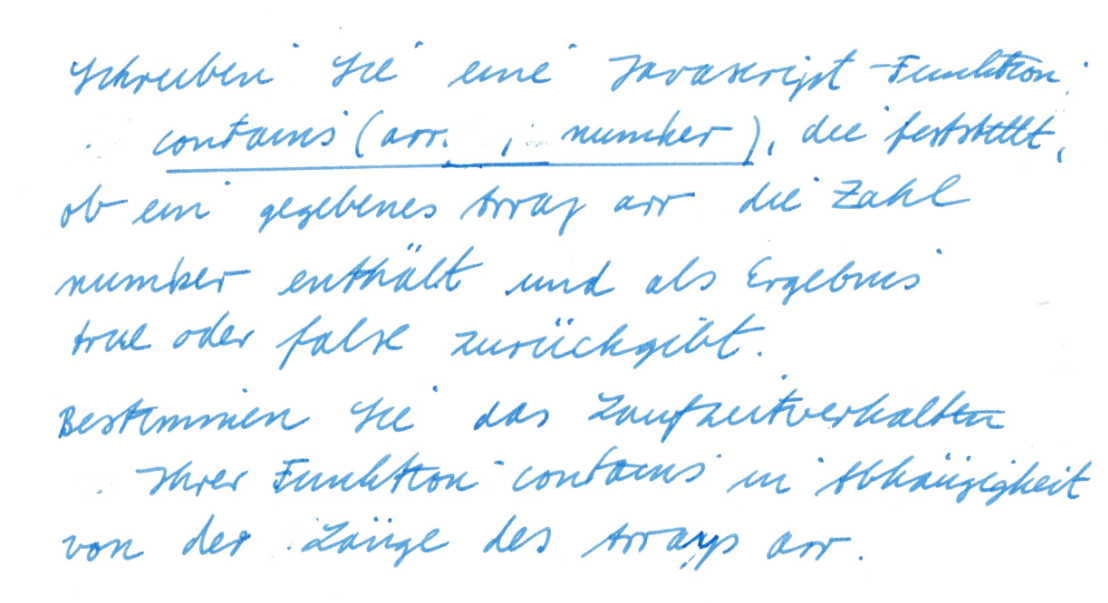 Schreiben Sie eine Javascript-Funktion
contains (arr, number), die feststellt,
ob ein gegebenes Array arr die Zahl
number enthält und als Ergebnis
true oder false zurückgibt.
Bestimmen Sie das Laufzeitverhalten
Ihrer Funktion contains in Abhängigkeit
von der Länge des Arrays arr.